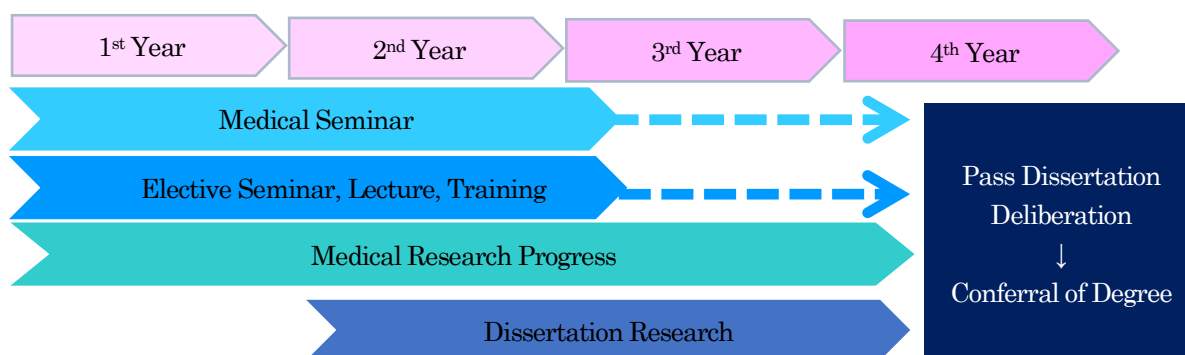 1st Year
2nd Year
3rd Year
4th Year
Medical Seminar
Elective Seminar, Lecture, Training
Medical Research Progress
Dissertation Research
Pass Dissertation
Deliberation
↓
Conferral of Degree